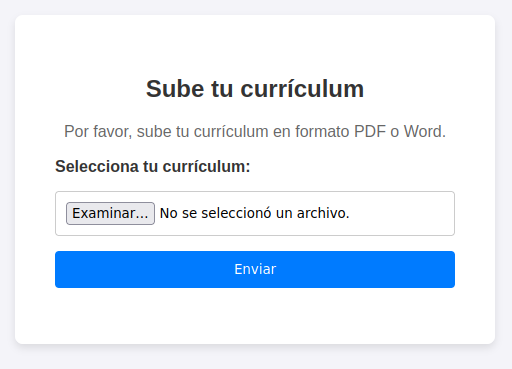 Sube tu currículum
Por favor, sube tu currículum en formato PDF o Word.
Selecciona tu currículum:
Examinar... No se seleccionó un archivo.
Enviar